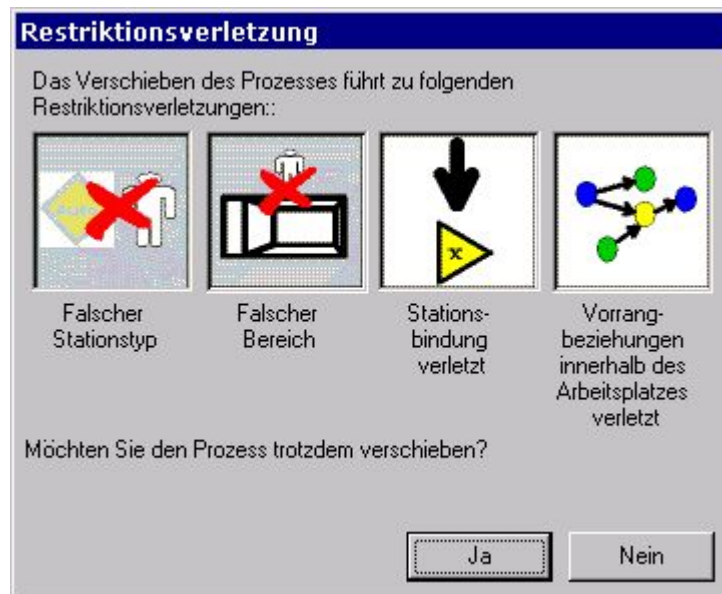 Restriktionsverletzung
Das Verschieben des Prozesses führt zu folgenden
Restriktionsverletzungen::
Auto
x
Falscher
Stationstyp
Falscher
Bereich
Stations-
bindung
verletzt
Vorrang-
beziehungen
innerhalb des
Arbeitsplatzes
verletzt
Möchten Sie den Prozess trotzdem verschieben?
Ja Nein